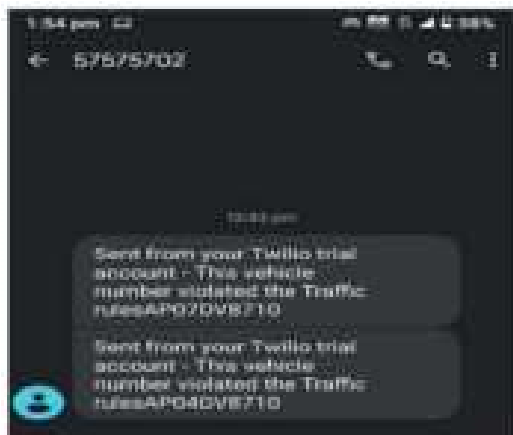 1:54 pm
57575702
Sent from your Twilio trial
account - This vehicle
number violated the Traffic
rulesAP07DV8710
Sent from your Twilio trial
account - This vehicle
number violated the Traffic
rulesAP04DV8710